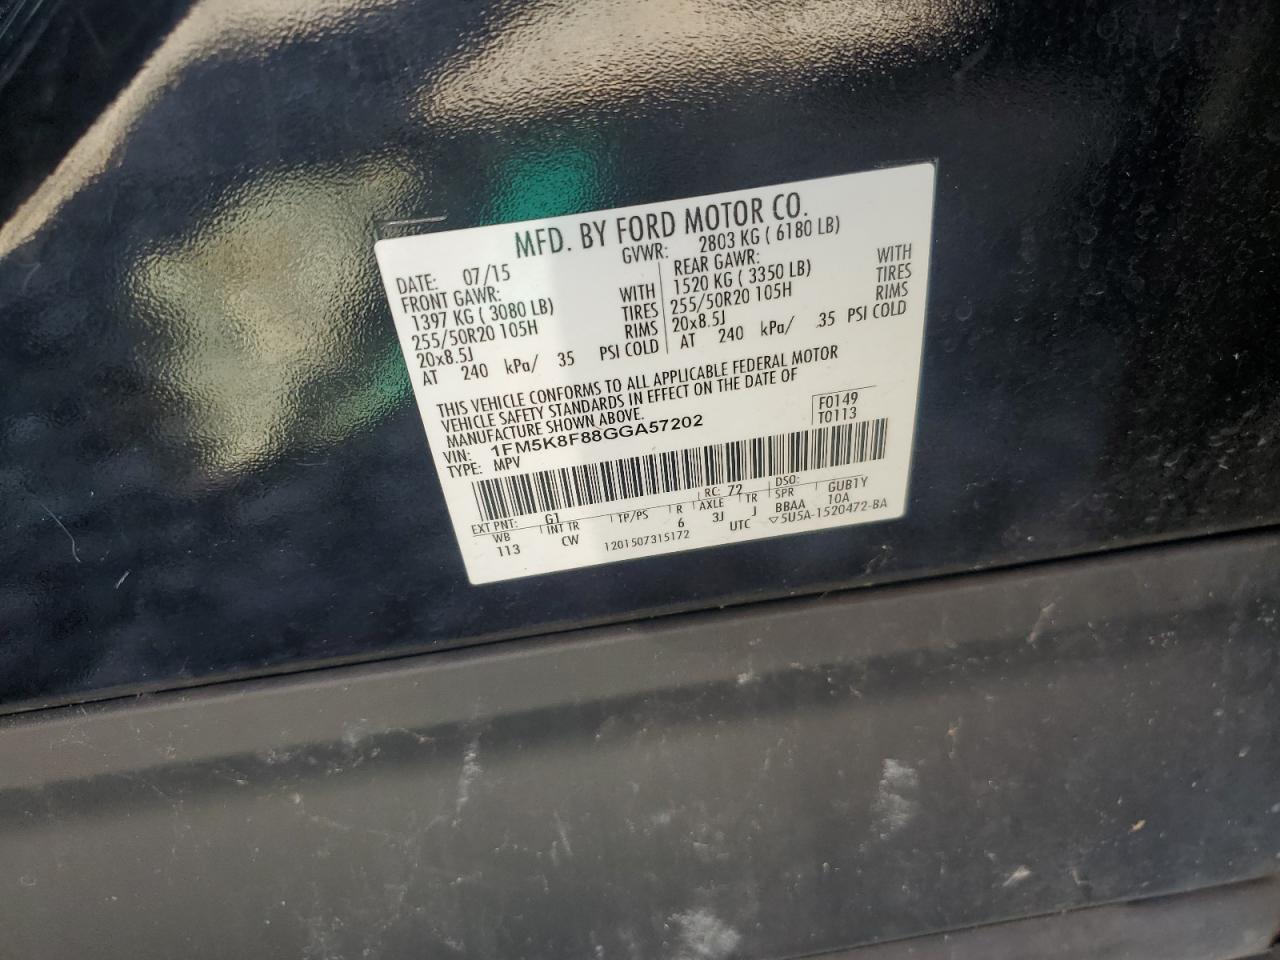 MFD. BY FORD MOTOR CO.
DATE: 07/15 GVWR: 2803 KG ( 6180 LB)
FRONT GAWR: REAR GAWR:
1397 KG ( 3080 LB) WITH 1520 KG ( 3350 LB) WITH
255/50R20 105H TIRES 255/50R20 105H TIRES
20x8.5J RIMS 20x8.5J RIMS
AT 240 kPa/ 35 PSI COLD AT 240 kPa/ 35 PSI COLD
THIS VEHICLE CONFORMS TO ALL APPLICABLE FEDERAL MOTOR
VEHICLE SAFETY STANDARDS IN EFFECT ON THE DATE OF
MANUFACTURE SHOWN ABOVE.
VIN: 1FM5K8F88GGA57202 F0149
TYPE: MPV T0113
EXT PNT: G1 RC: 72 DSO:
WB INT TR TP/PS R AXLE TR SPR GUB1Y
113 CW 6 3J J BBAA 10A
1201507315172 UTC ▽5U5A-1520472-BA